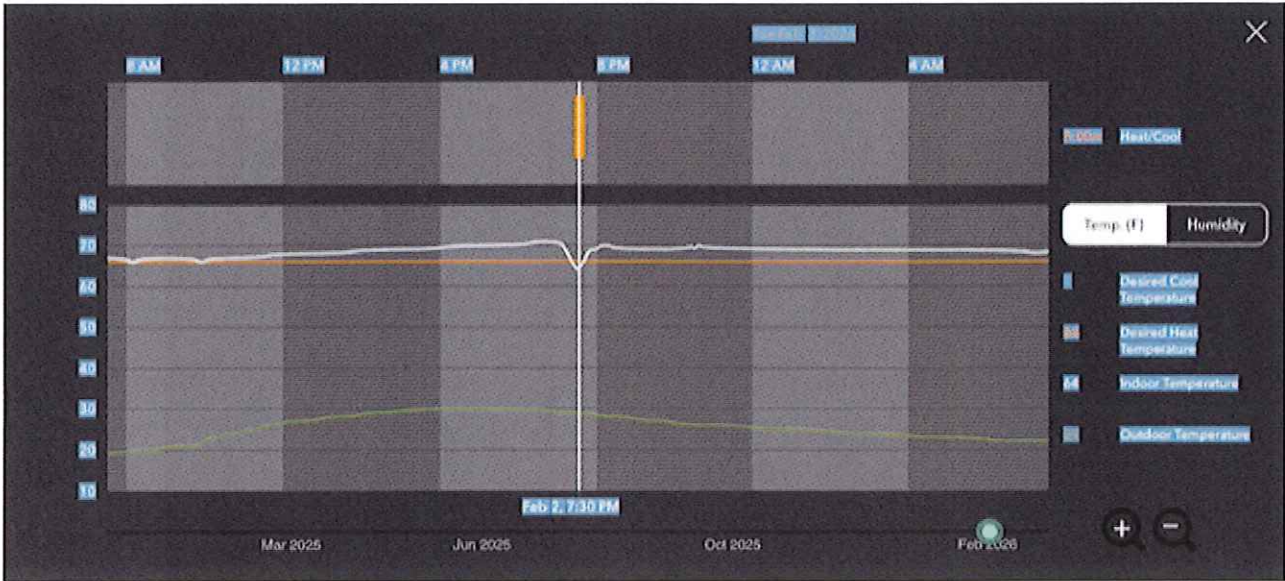 8 AM
12 PM
4 PM
8 PM
12 AM
4 AM
Heat/Cool
80
70
60
50
40
30
20
10
Temp. (F)
Humidity
Desired Cool
Temperature
Desired Heat
Temperature
64
Indoor Temperature
Outdoor Temperature
Feb 2, 7:30 PM
Mar 2025
Jun 2025
Oct 2025
Feb 2026
+
-